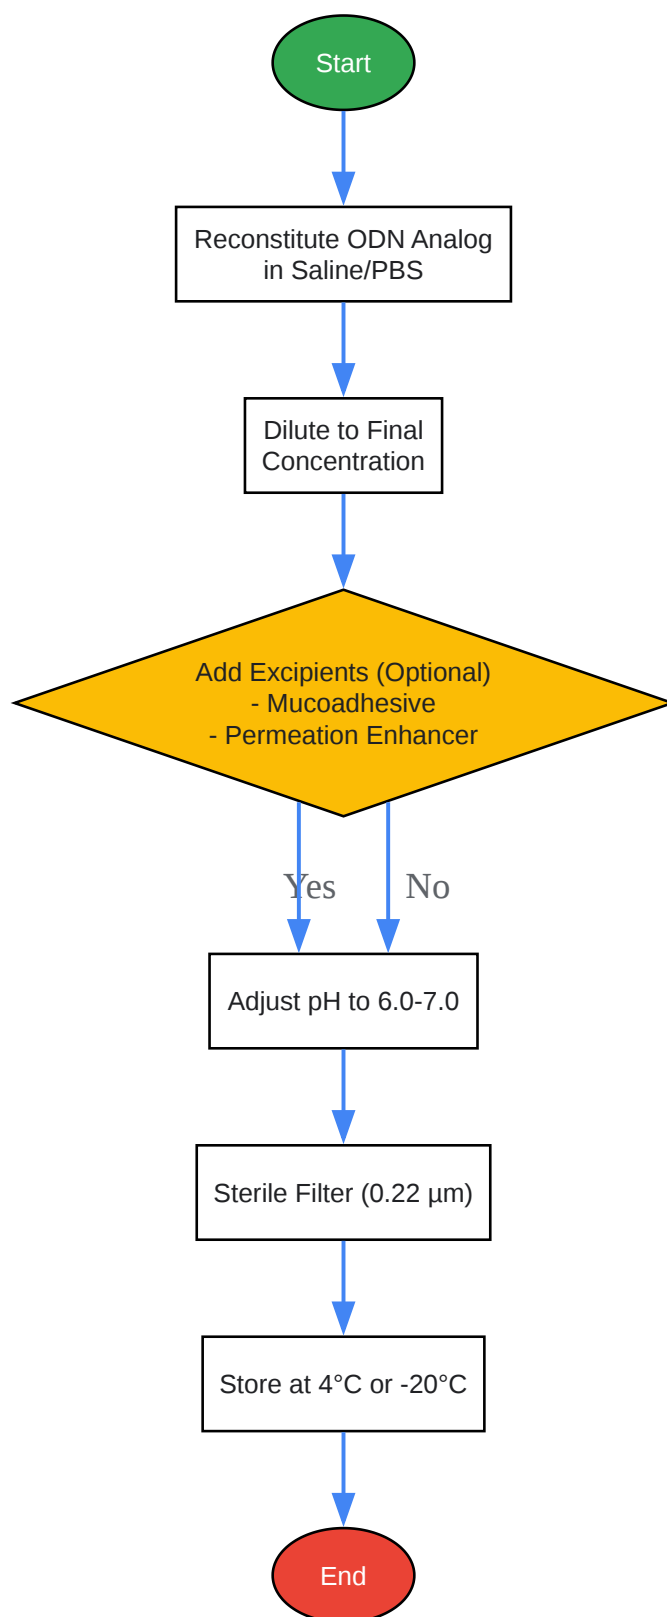 Start
Reconstitute ODN Analog
in Saline/PBS
Dilute to Final
Concentration
Add Excipients (Optional)
- Mucoadhesive
- Permeation Enhancer
Yes
No
Adjust pH to 6.0-7.0
Sterile Filter (0.22 µm)
Store at 4°C or -20°C
End